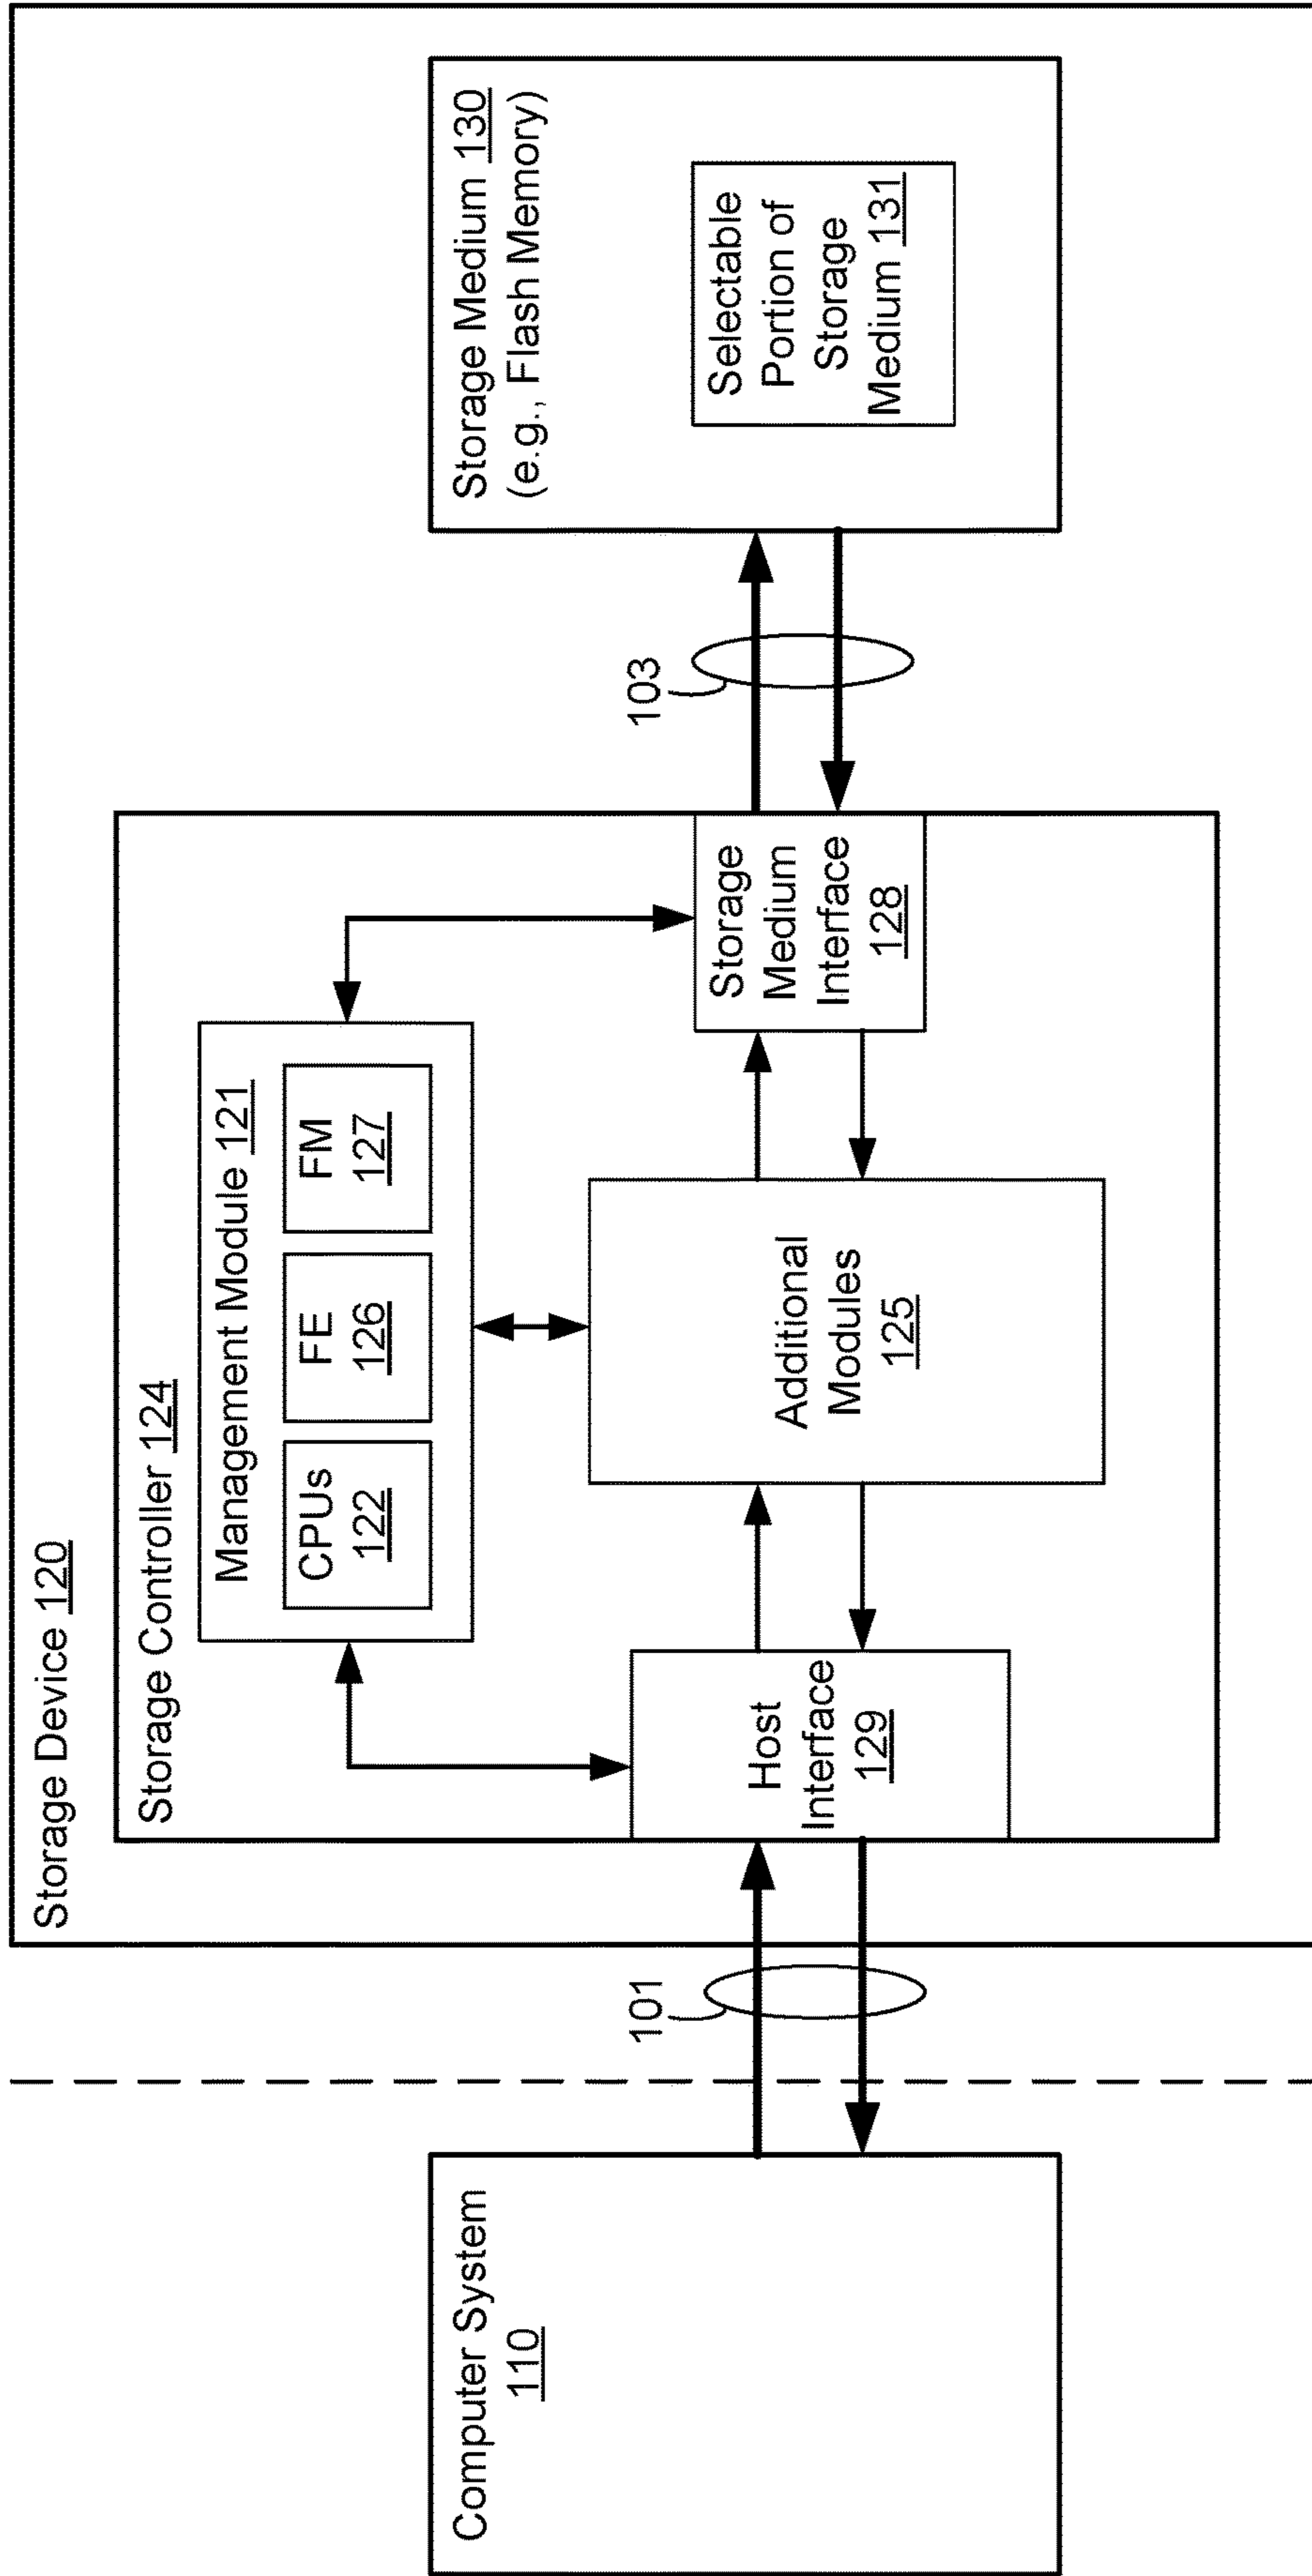 Storage Device 120
Storage Controller 124
Management Module 121
CPUs
122
FE
126
FM
127
Computer System
110
101
Host
Interface
129
Additional
Modules
125
Storage
Medium
Interface
128
103
Storage Medium 130
(e.g., Flash Memory)
Selectable
Portion of
Storage
Medium 131